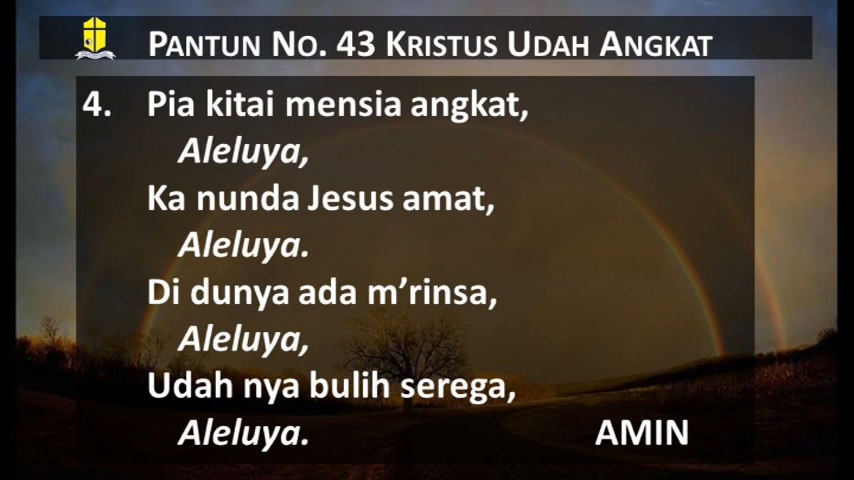 PANTUN NO. 43 KRISTUS UDAH ANGKAT
4. Pia kitai mensia angkat,
Aleluya,
Ka nunda Jesus amat,
Aleluya.
Di dunya ada m’rinsa,
Aleluya,
Udah nya bulih serega,
Aleluya. AMIN